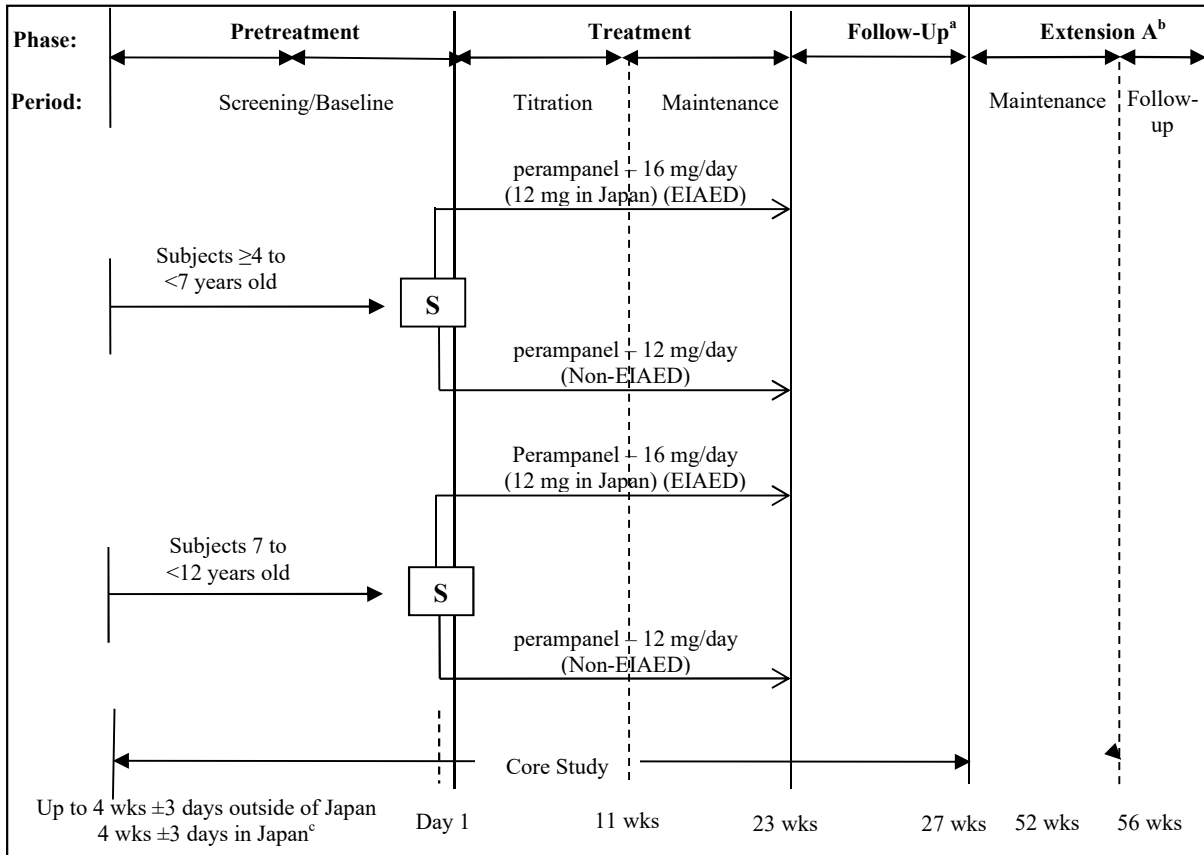 Phase: Pretreatment Treatment Follow-Upᵃ Extension Aᵇ
Period: Screening/Baseline Titration Maintenance Maintenance Follow-
up
perampanel – 16 mg/day
(12 mg in Japan) (EIAED)
Subjects ≥4 to
<7 years old
S
perampanel – 12 mg/day
(Non-EIAED)
Perampanel – 16 mg/day
(12 mg in Japan) (EIAED)
Subjects 7 to
<12 years old
S
perampanel – 12 mg/day
(Non-EIAED)
Core Study
Up to 4 wks ±3 days outside of Japan
4 wks ±3 days in Japanᶜ
Day 1 11 wks 23 wks 27 wks 52 wks 56 wks